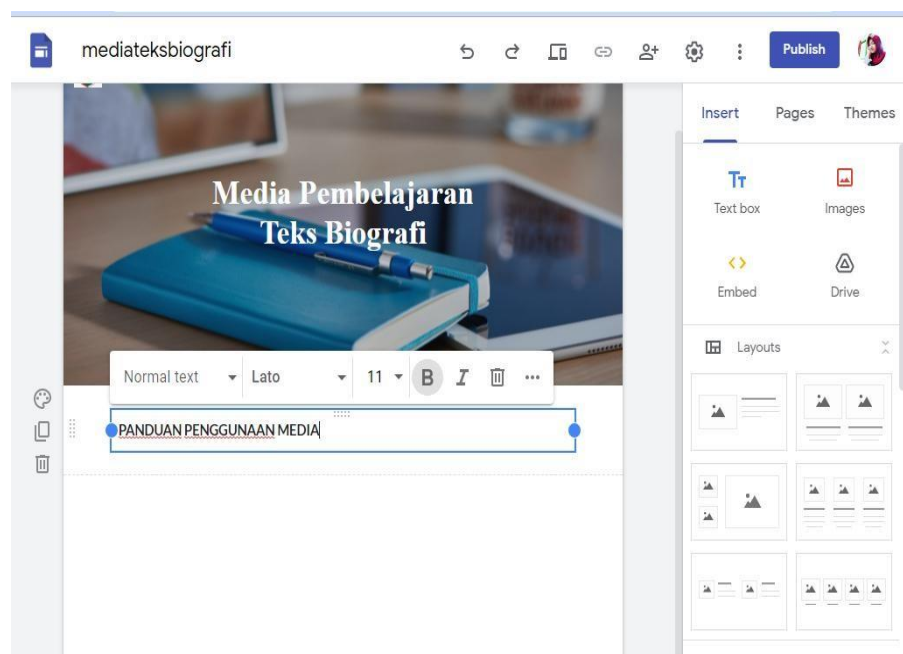 mediateksbiografi
Publish
Insert Pages Themes
Media Pembelajaran
Teks Biografi
Text box Images
Embed Drive
Layouts
Normal text Lato 11 B I
PANDUAN PENGGUNAAN MEDIA